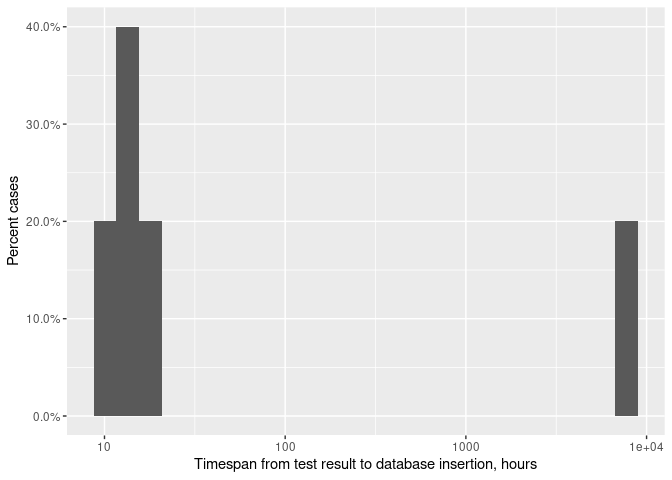 40.0%
30.0%
20.0%
10.0%
0.0%
Percent cases
10 100 1000 1e+04
Timespan from test result to database insertion, hours